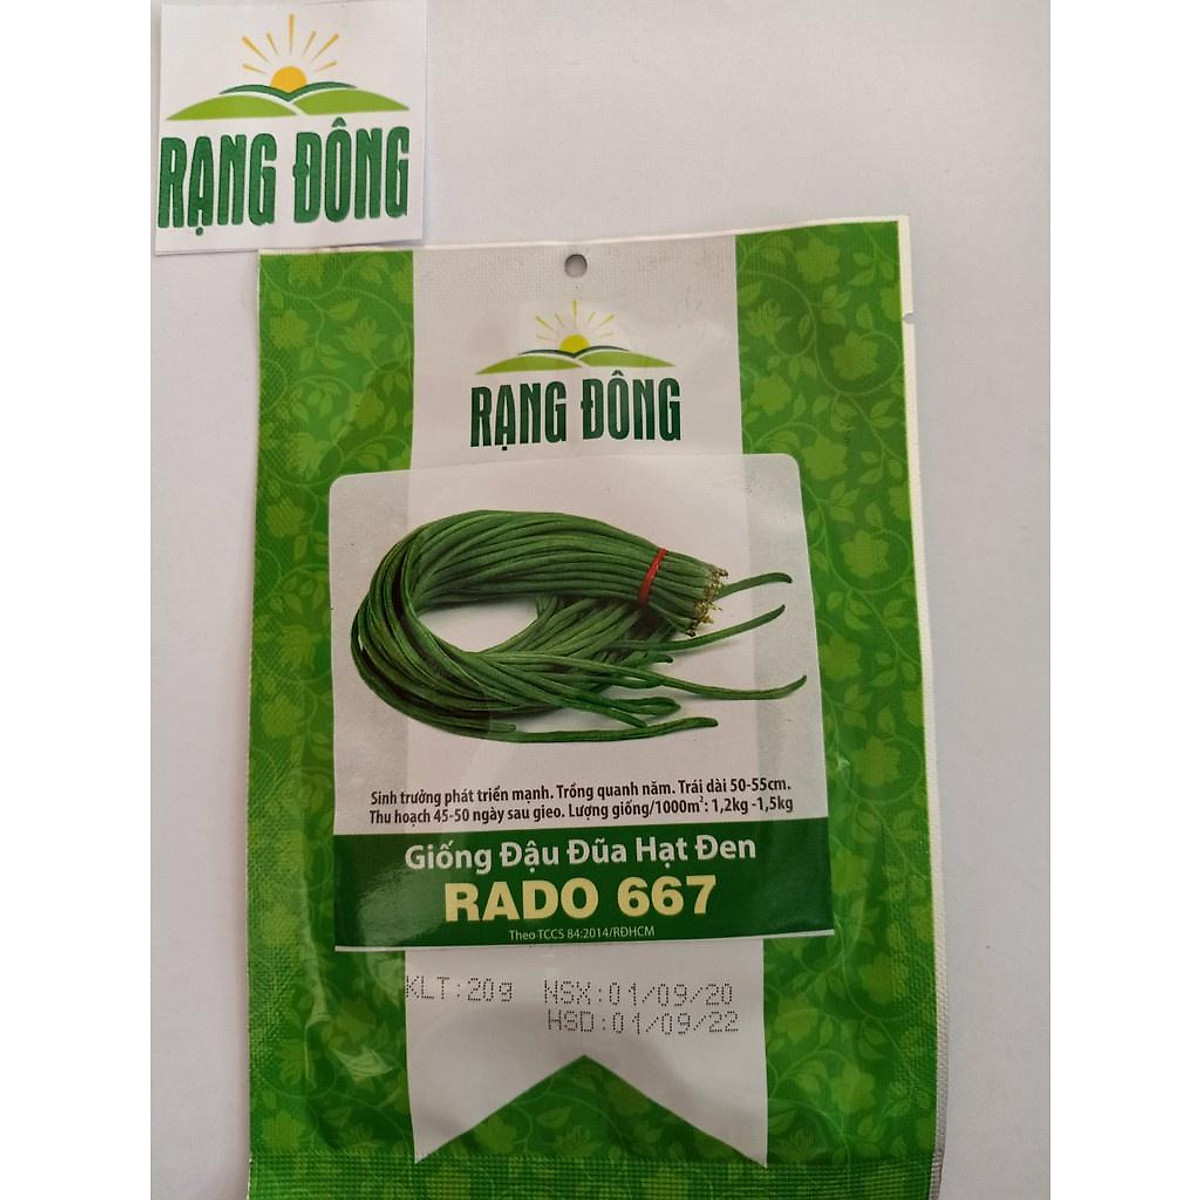 RẠNG ĐÔNG
RẠNG ĐÔNG
Sinh trưởng phát triển mạnh. Trồng quanh năm. Trái dài 50-55cm.
Thu hoạch 45-50 ngày sau gieo. Lượng giống/1000m²: 1,2kg -1,5kg
Giống Đậu Đũa Hạt Đen
RADO 667
Theo TCCS 84:2014/RĐHCM
KLT:20g NSX:01/09/20
HSD:01/09/22